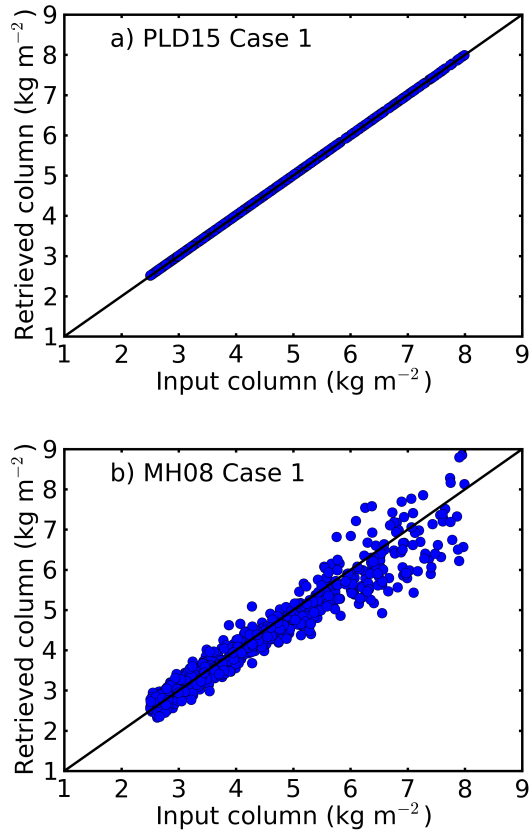 a) PLD15 Case 1
Retrieved column (kg m⁻²)
9
8
7
6
5
4
3
2
1
1 2 3 4 5 6 7 8 9
Input column (kg m⁻²)
b) MH08 Case 1
Retrieved column (kg m⁻²)
9
8
7
6
5
4
3
2
1
1 2 3 4 5 6 7 8 9
Input column (kg m⁻²)